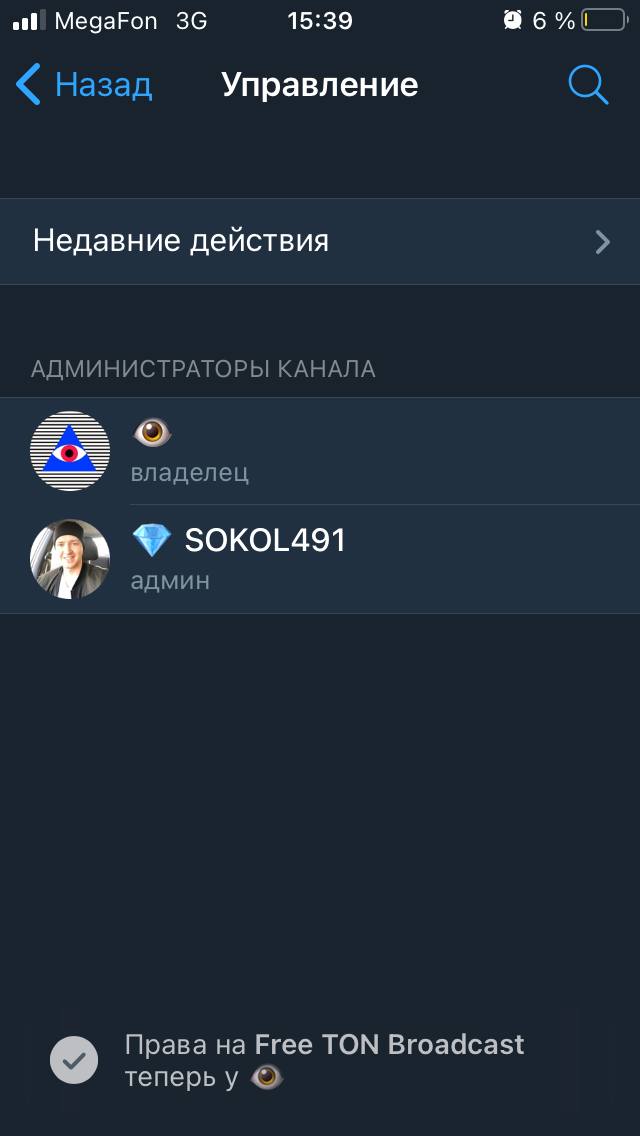 MegaFon 3G 15:39 6 %
Назад Управление
Недавние действия
АДМИНИСТРАТОРЫ КАНАЛА
👁
владелец
💎 SOKOL491
админ
Права на Free TON Broadcast
теперь у 👁